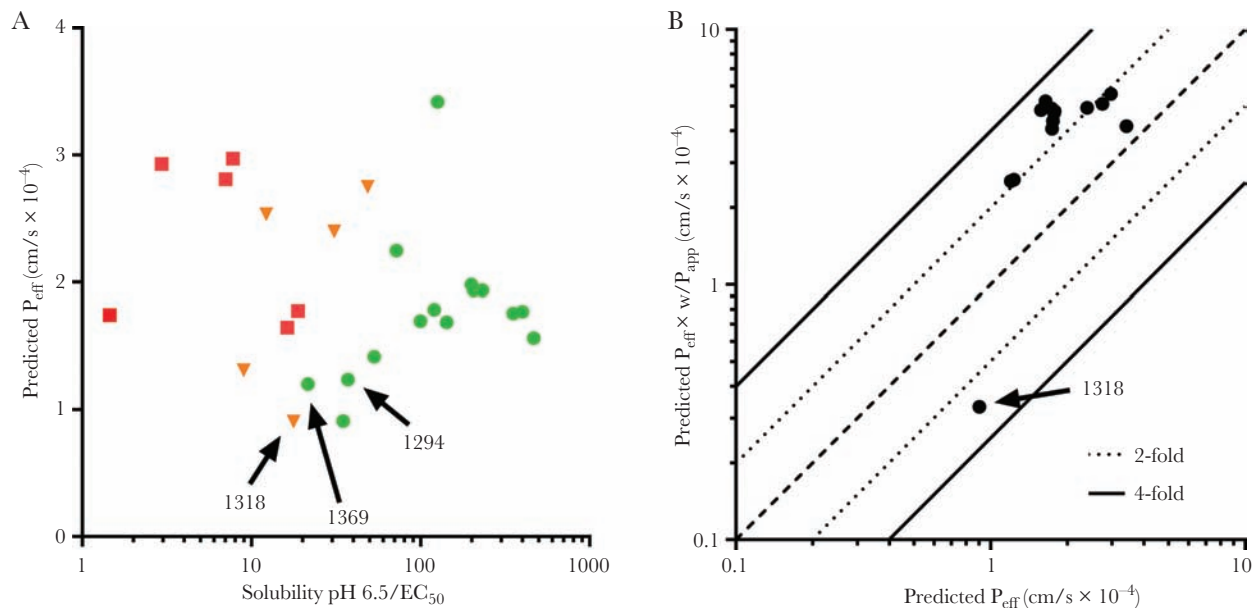 A
Predicted P_eff (cm/s × 10⁻⁴)
4
3
2
1
0
1
10
100
1000
Solubility pH 6.5/EC₅₀
1318
1369
1294
B
Predicted P_eff × w/P_app (cm/s × 10⁻⁴)
10
1
0.1
0.1
1
10
Predicted P_eff (cm/s × 10⁻⁴)
1318
2-fold
4-fold